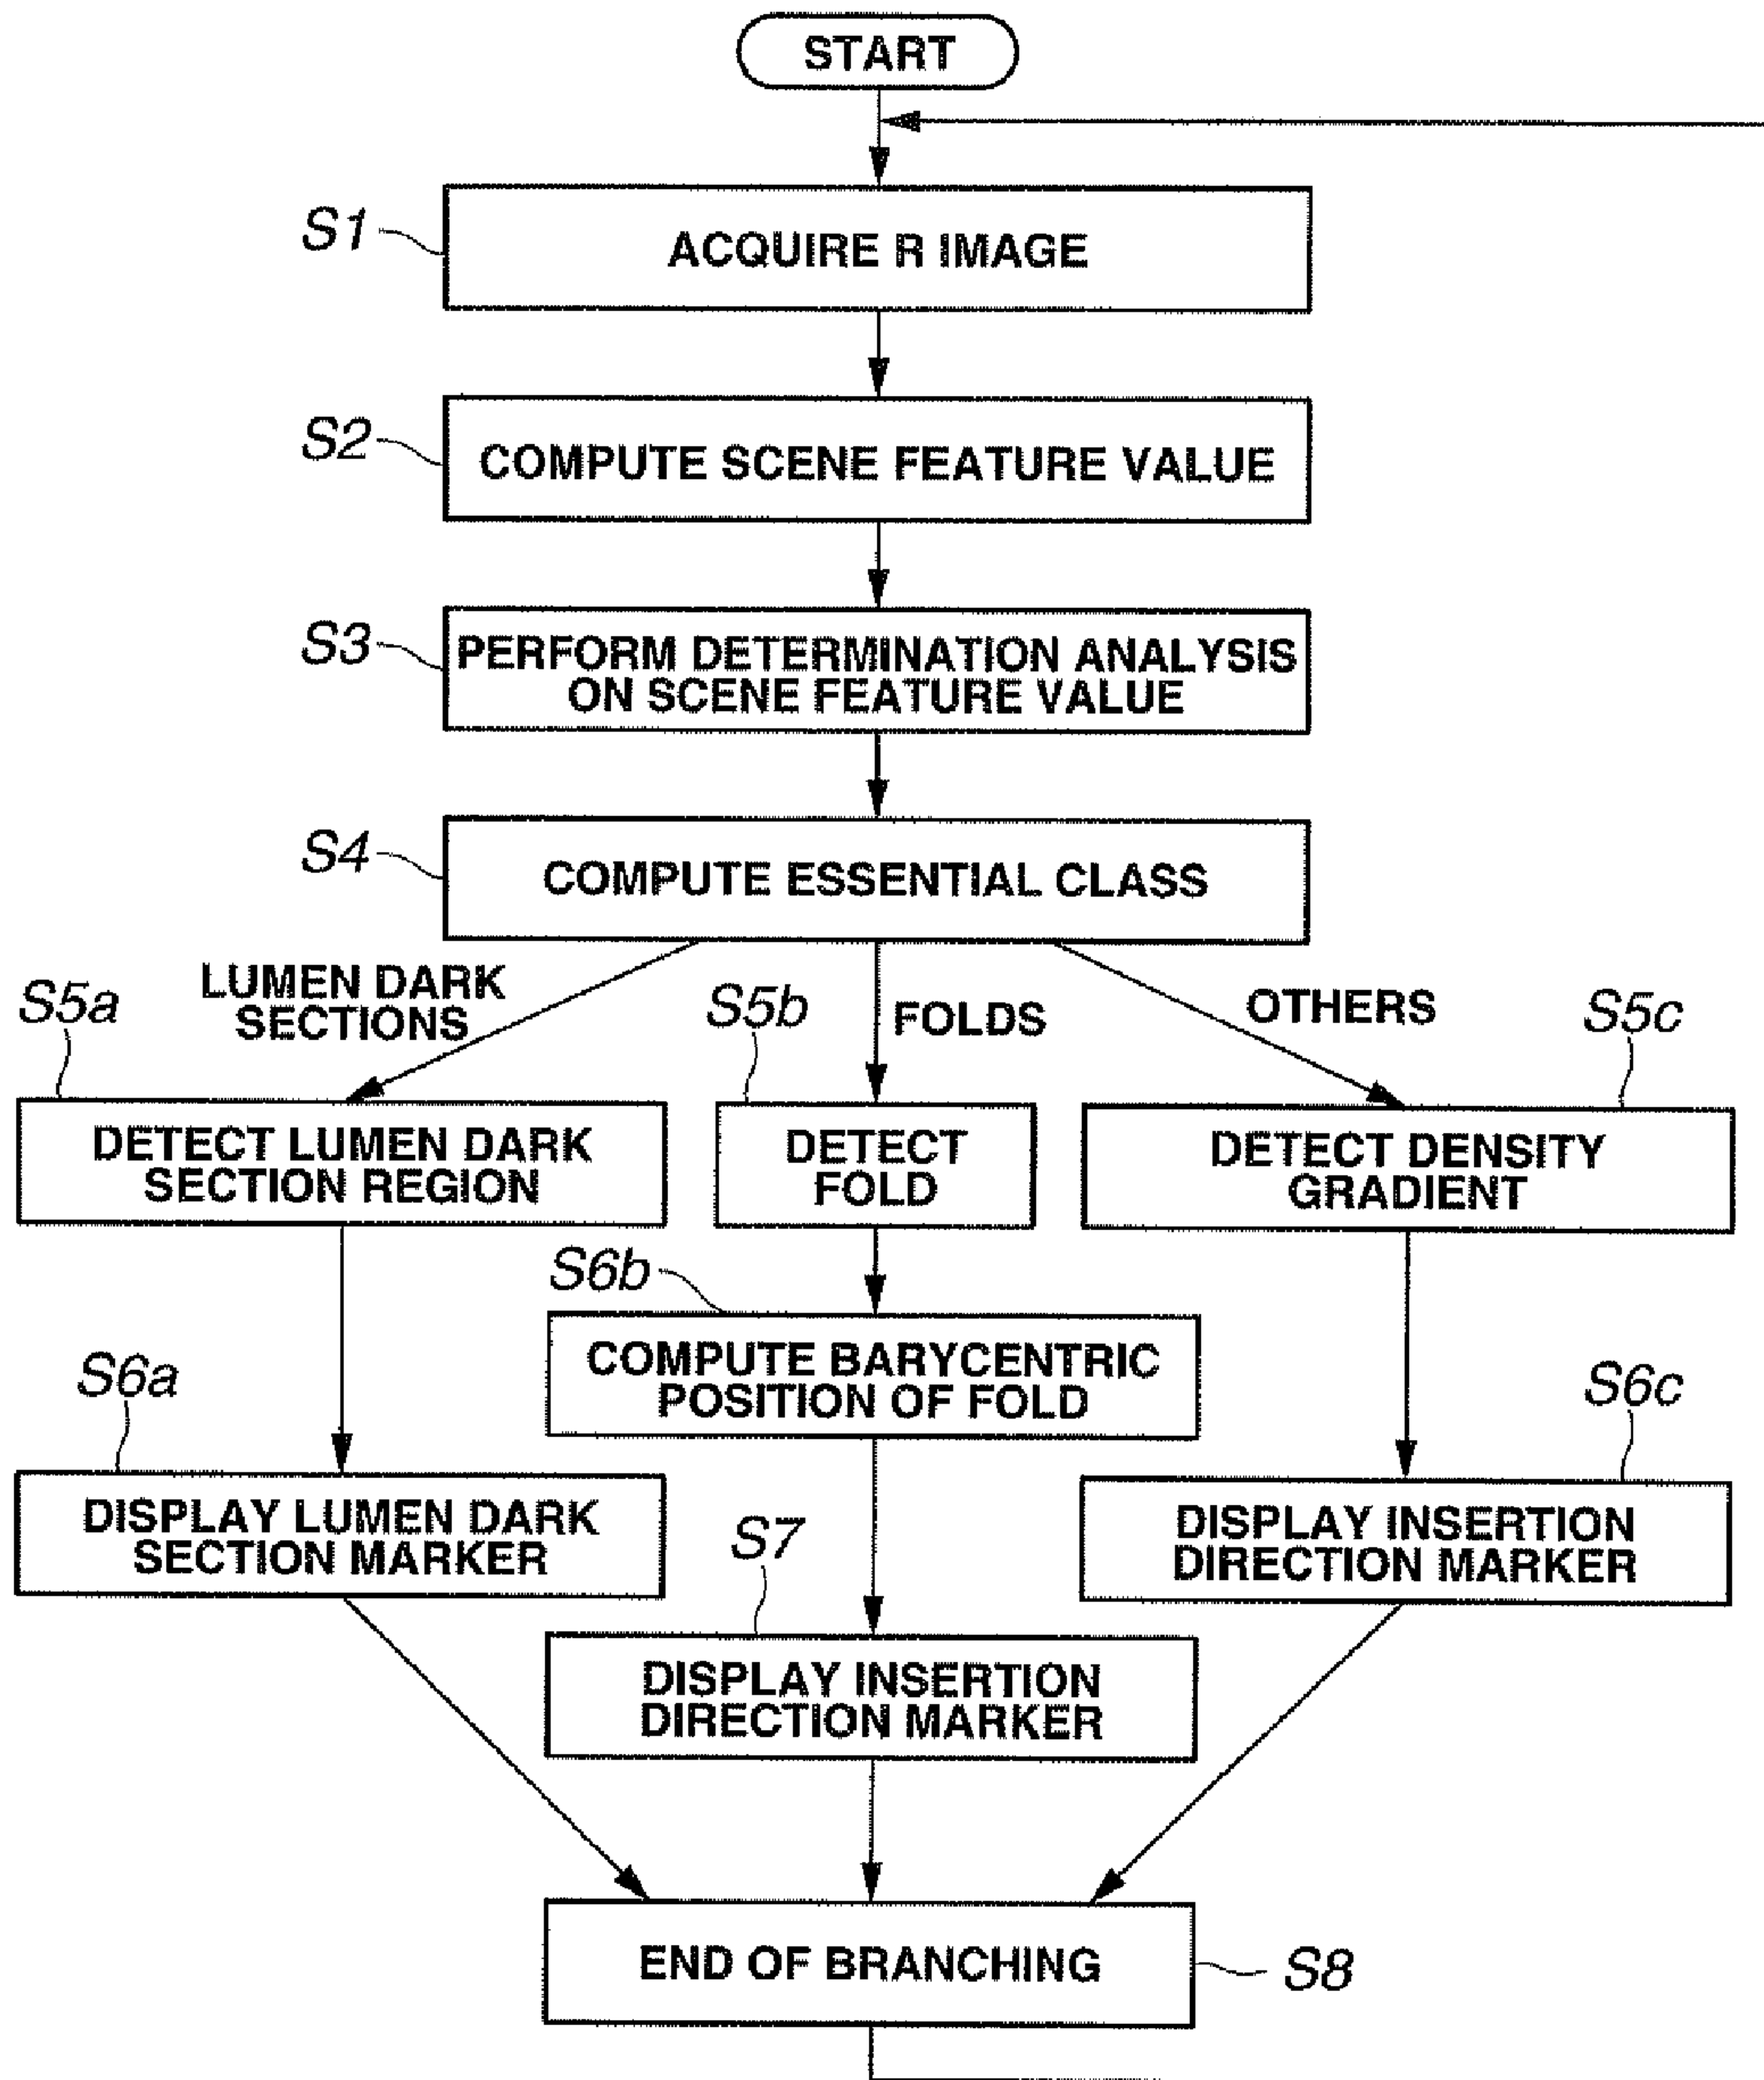 START
S1
ACQUIRE R IMAGE
S2
COMPUTE SCENE FEATURE VALUE
S3
PERFORM DETERMINATION ANALYSIS
ON SCENE FEATURE VALUE
S4
COMPUTE ESSENTIAL CLASS
LUMEN DARK
SECTIONS
FOLDS
OTHERS
S5a
DETECT LUMEN DARK
SECTION REGION
S5b
DETECT
FOLD
S5c
DETECT DENSITY
GRADIENT
S6b
COMPUTE BARYCENTRIC
POSITION OF FOLD
S6a
DISPLAY LUMEN DARK
SECTION MARKER
S6c
DISPLAY INSERTION
DIRECTION MARKER
S7
DISPLAY INSERTION
DIRECTION MARKER
END OF BRANCHING
S8